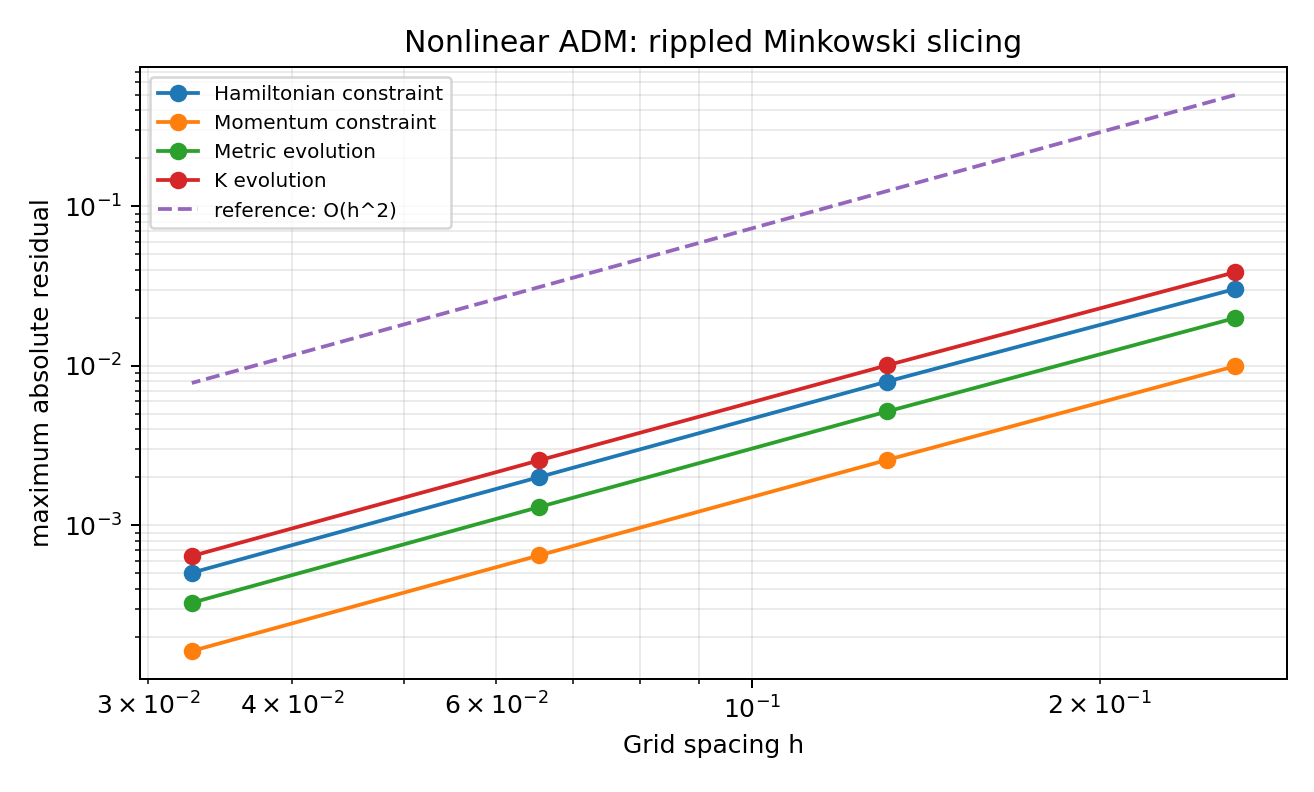 Nonlinear ADM: rippled Minkowski slicing
Hamiltonian constraint
Momentum constraint
Metric evolution
K evolution
reference: O(h^2)
maximum absolute residual
10⁻¹
10⁻²
10⁻³
3 × 10⁻²
4 × 10⁻²
6 × 10⁻²
10⁻¹
2 × 10⁻¹
Grid spacing h